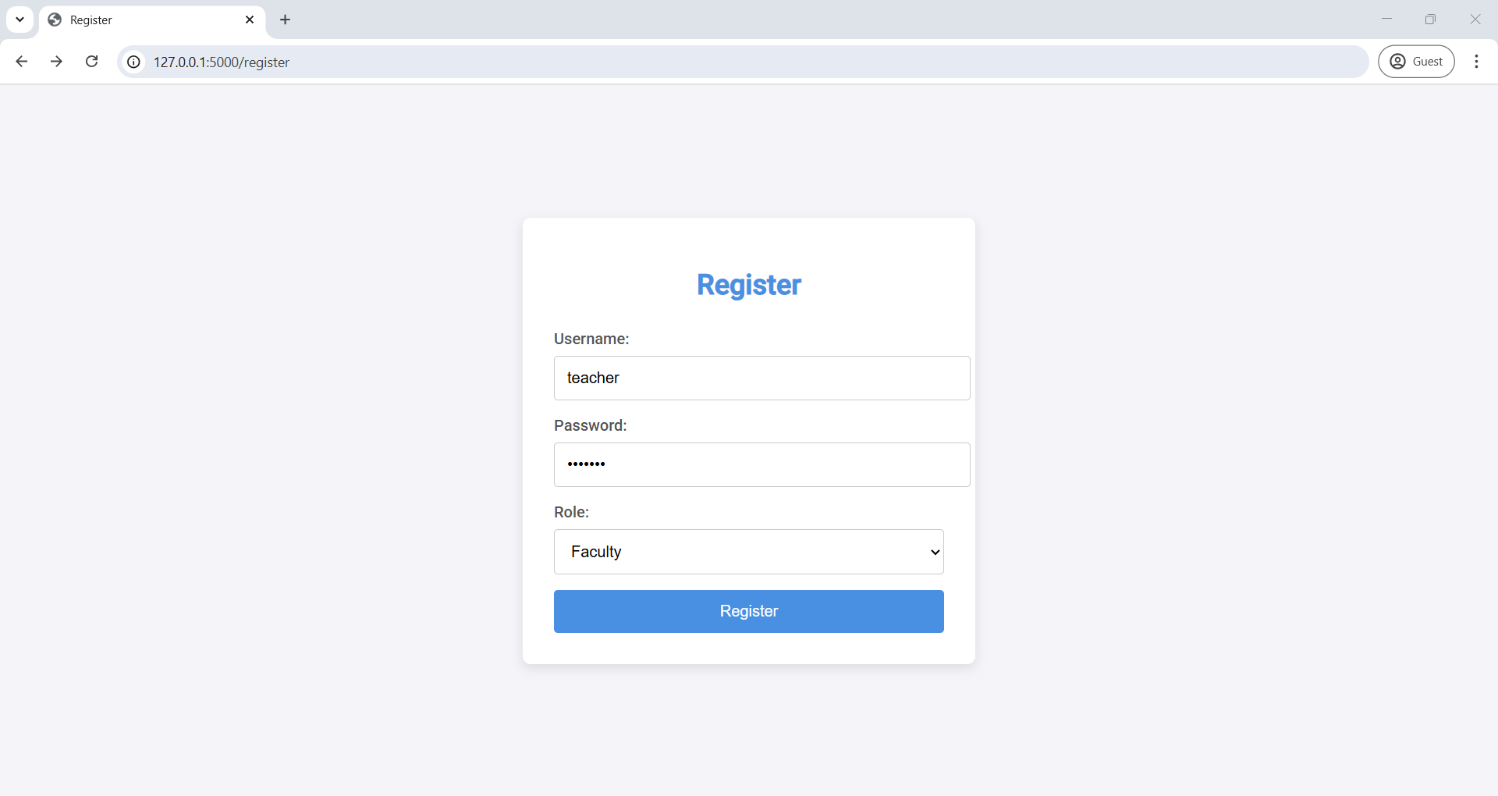 Register
127.0.0.1:5000/register
Guest
Register
Username:
teacher
Password:
•••••••
Role:
Faculty
Register